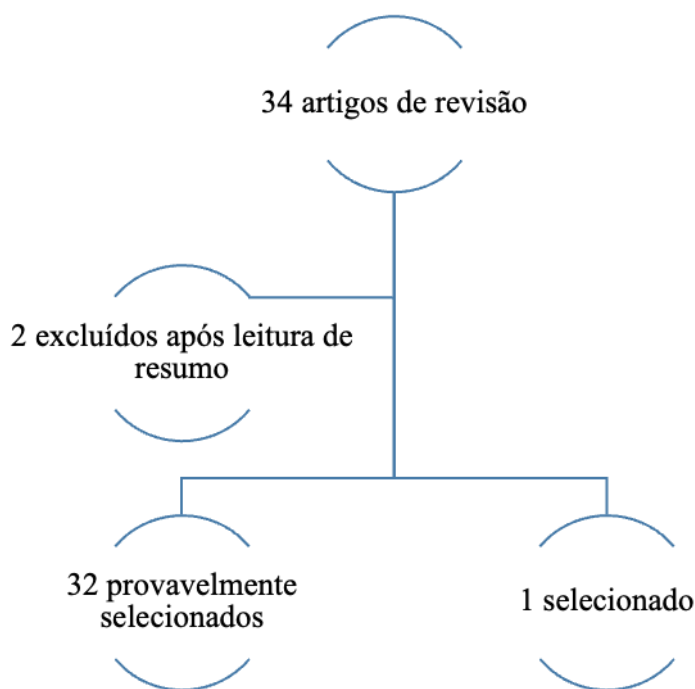 34 artigos de revisão
2 excluídos após leitura de
resumo
32 provavelmente
selecionados
1 selecionado